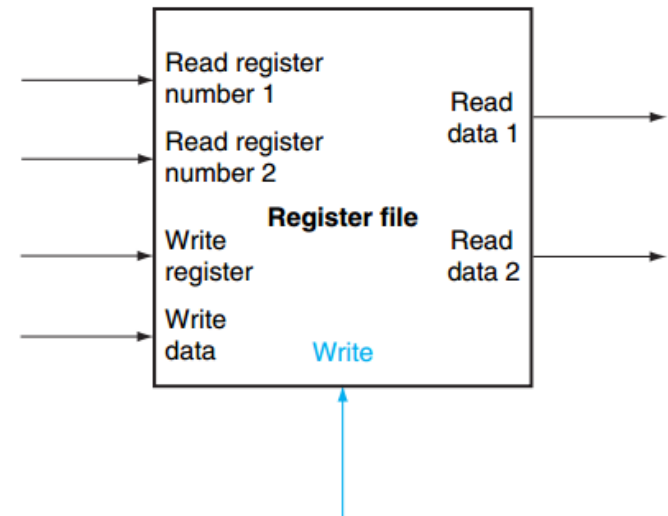 Read register
number 1
Read
data 1
Read register
number 2
Register file
Write
register
Read
data 2
Write
data
Write